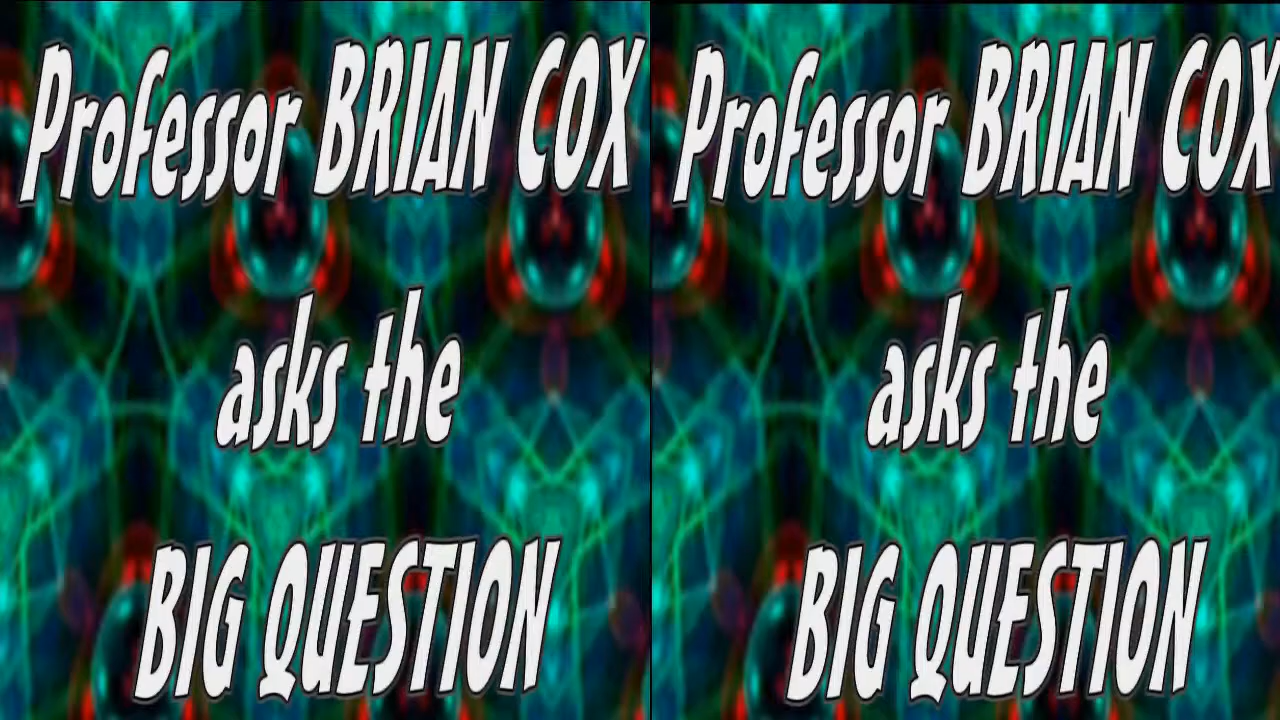 Professor BRIAN COX
asks the
BIG QUESTION
Professor BRIAN COX
asks the
BIG QUESTION